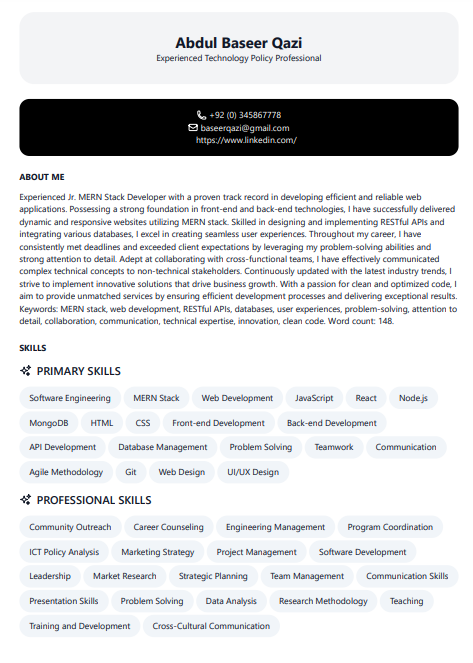 Abdul Baseer Qazi
Experienced Technology Policy Professional
+92 (0) 345867778
baseerqazi@gmail.com
https://www.linkedin.com/
ABOUT ME
Experienced Jr. MERN Stack Developer with a proven track record in developing efficient and reliable web
applications. Possessing a strong foundation in front-end and back-end technologies, I have successfully delivered
dynamic and responsive websites utilizing MERN stack. Skilled in designing and implementing RESTful APIs and
integrating various databases, I excel in creating seamless user experiences. Throughout my career, I have
consistently met deadlines and exceeded client expectations by leveraging my problem-solving abilities and
strong attention to detail. Adept at collaborating with cross-functional teams, I have effectively communicated
complex technical concepts to non-technical stakeholders. Continuously updated with the latest industry trends, I
strive to implement innovative solutions that drive business growth. With a passion for clean and optimized code, I
aim to provide unmatched services by ensuring efficient development processes and delivering exceptional results.
Keywords: MERN stack, web development, RESTful APIs, databases, user experiences, problem-solving, attention to
detail, collaboration, communication, technical expertise, innovation, clean code. Word count: 148.
SKILLS
PRIMARY SKILLS
Software Engineering MERN Stack Web Development JavaScript React Node.js
MongoDB HTML CSS Front-end Development Back-end Development
API Development Database Management Problem Solving Teamwork Communication
Agile Methodology Git Web Design UI/UX Design
PROFESSIONAL SKILLS
Community Outreach Career Counseling Engineering Management Program Coordination
ICT Policy Analysis Marketing Strategy Project Management Software Development
Leadership Market Research Strategic Planning Team Management Communication Skills
Presentation Skills Problem Solving Data Analysis Research Methodology Teaching
Training and Development Cross-Cultural Communication